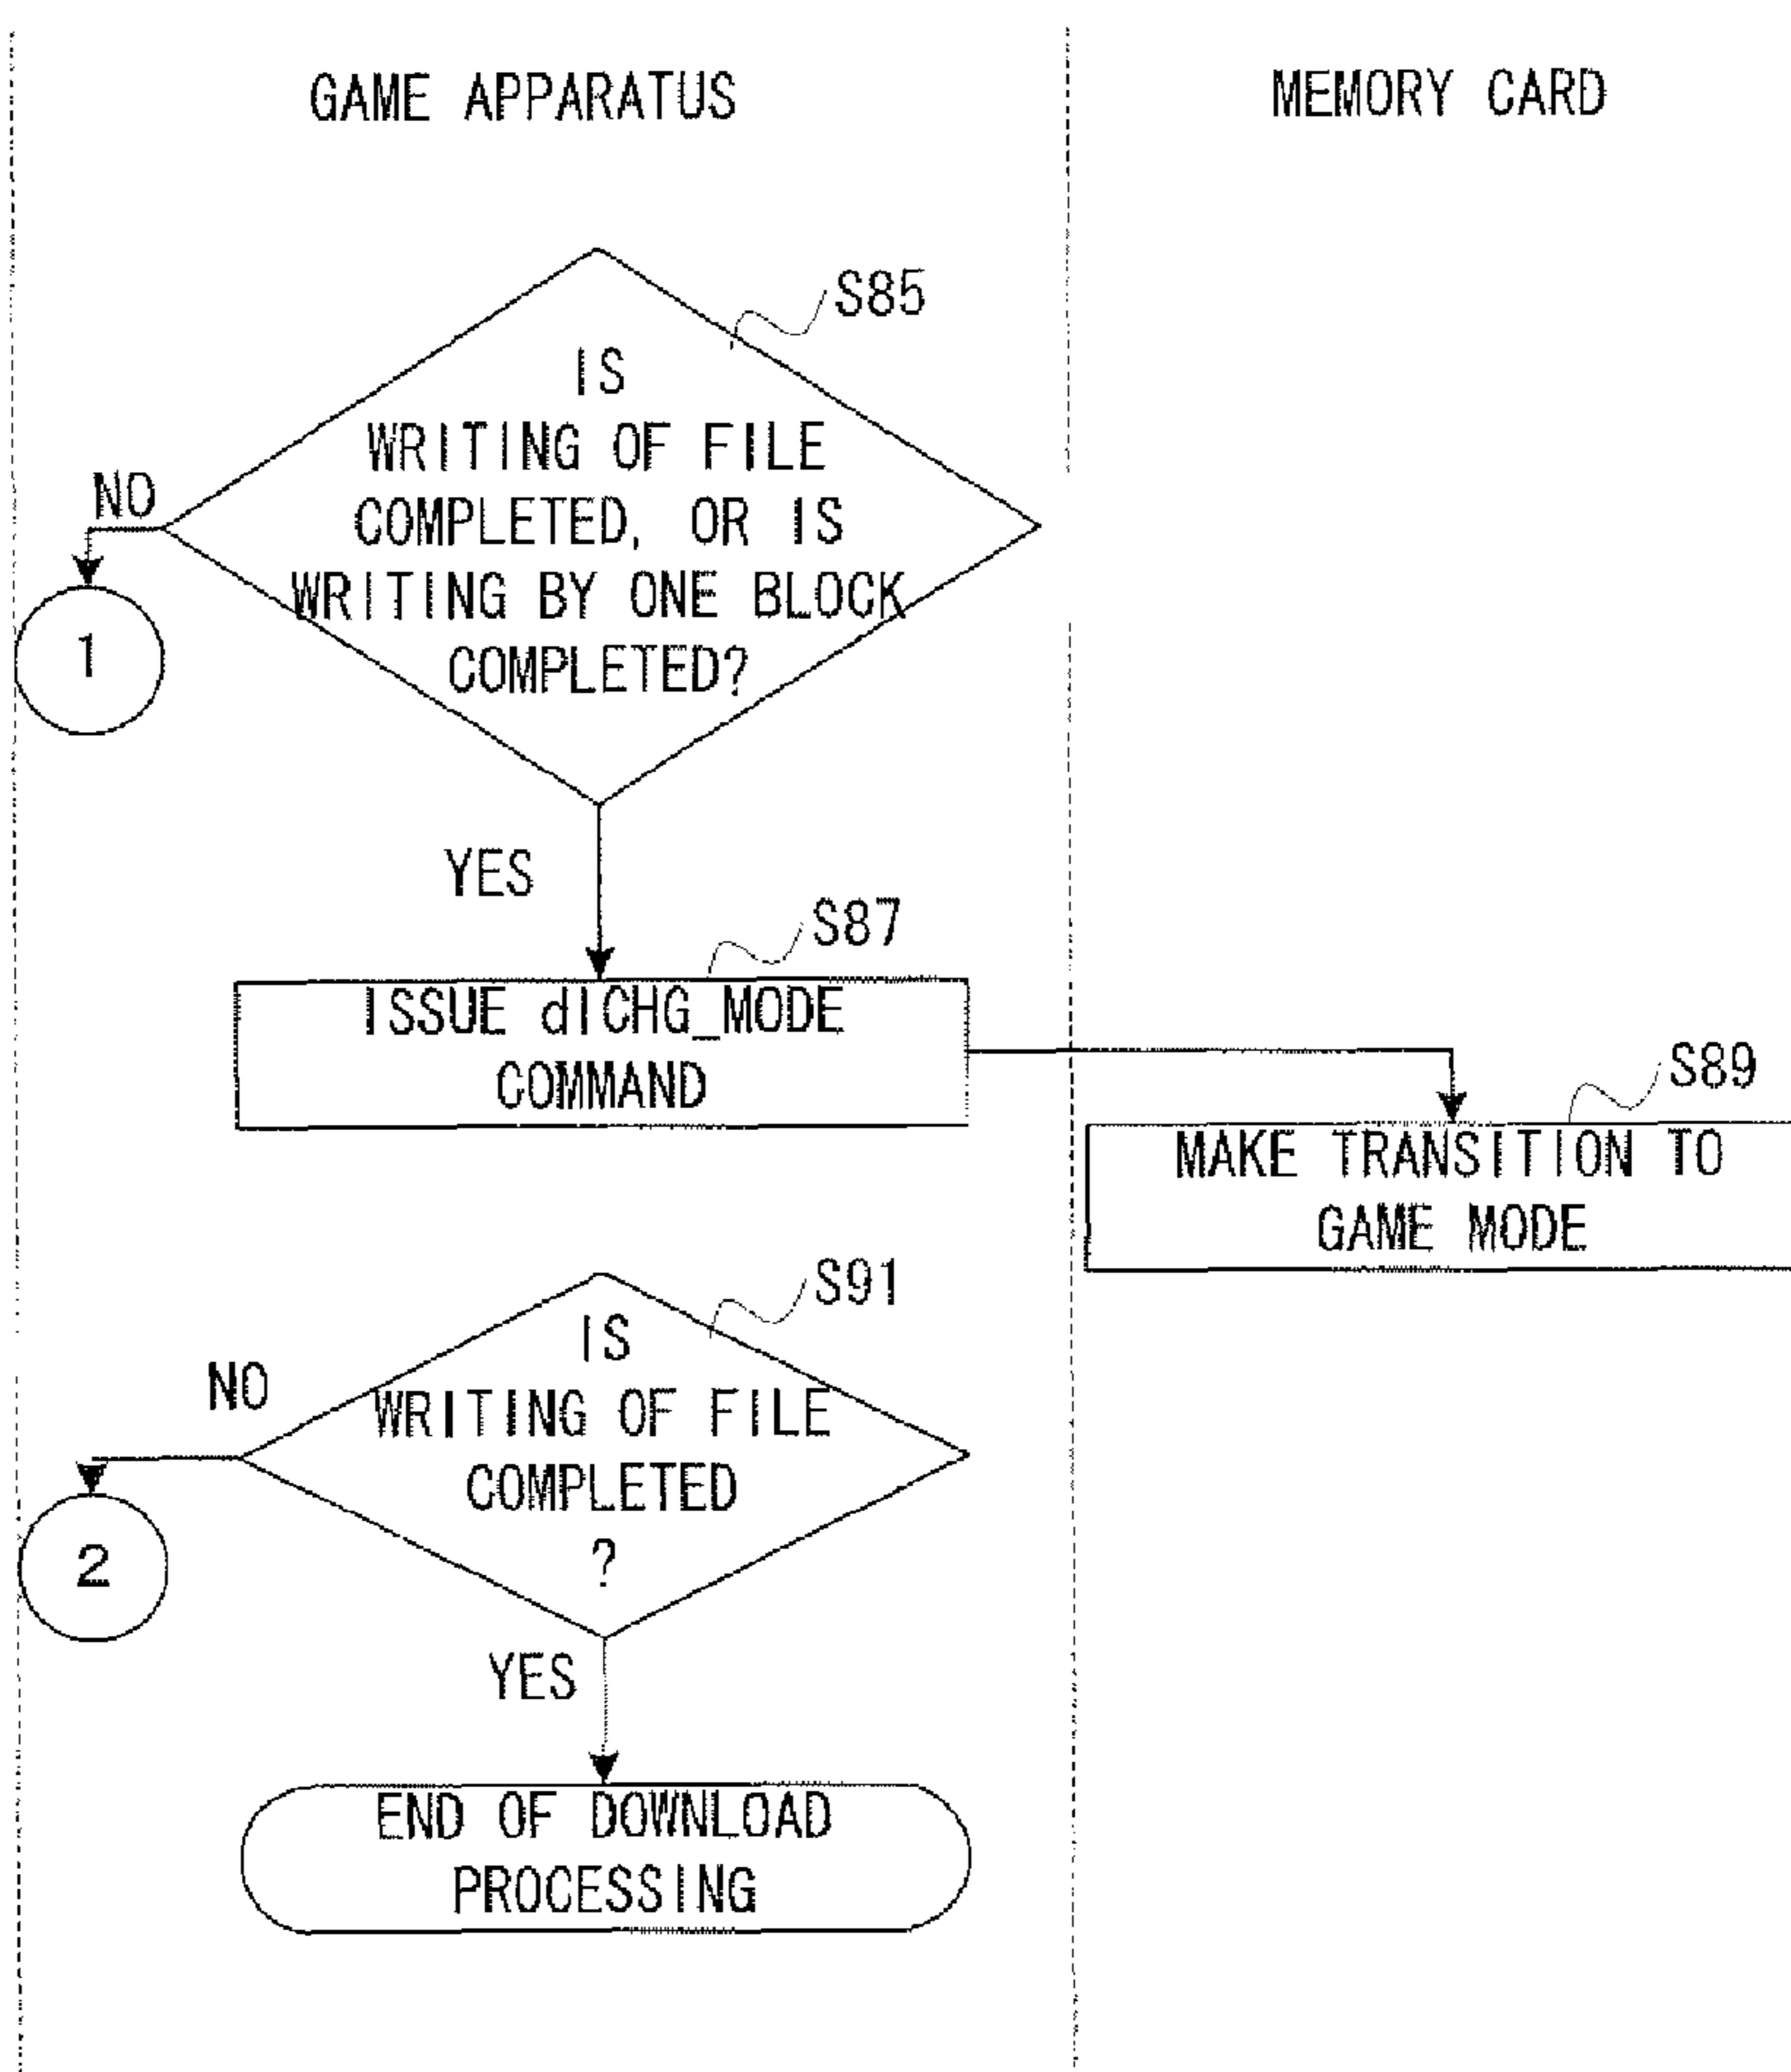 GAME APPARATUS
MEMORY CARD
S85
IS
WRITING OF FILE
COMPLETED, OR IS
WRITING BY ONE BLOCK
COMPLETED?
NO
1
YES
S87
ISSUE dICHG_MODE
COMMAND
S89
MAKE TRANSITION TO
GAME MODE
S91
IS
WRITING OF FILE
COMPLETED
?
NO
2
YES
END OF DOWNLOAD
PROCESSING